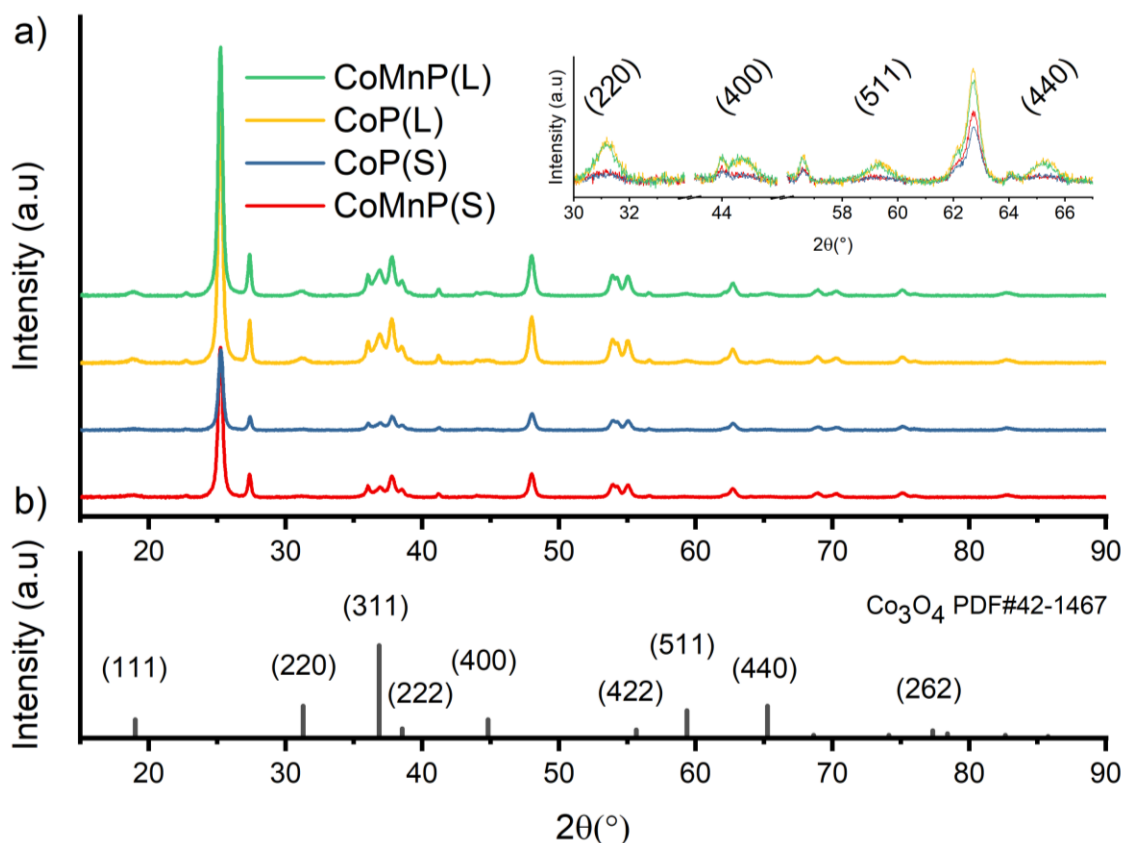 a)
CoMnP(L)
CoP(L)
CoP(S)
CoMnP(S)
Intensity (a.u)
(220)
(400)
(511)
(440)
Intensity (a.u)
30 32 44 58 60 62 64 66
2θ(°)
20 30 40 50 60 70 80 90
b)
Intensity (a.u)
Co3O4 PDF#42-1467
(111)
(220)
(311)
(222)
(400)
(422)
(511)
(440)
(262)
20 30 40 50 60 70 80 90
2θ(°)